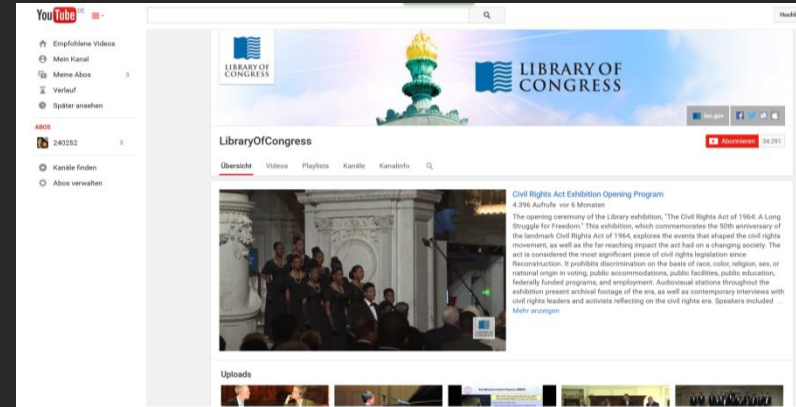 YouTube DE
Hochl
Empfohlene Videos
Mein Kanal
Meine Abos 3
Verlauf
Später ansehen
ABOS
240252 3
Kanäle finden
Abos verwalten
LIBRARY OF
CONGRESS
LIBRARY OF
CONGRESS
loc.gov
LibraryOfCongress
Abonnieren 34.291
Übersicht Videos Playlists Kanäle Kanalinfo
Civil Rights Act Exhibition Opening Program
4.396 Aufrufe vor 6 Monaten
The opening ceremony of the Library exhibition, "The Civil Rights Act of 1964: A Long
Struggle for Freedom." This exhibition, which commemorates the 50th anniversary of
the landmark Civil Rights Act of 1964, explores the events that shaped the civil rights
movement, as well as the far-reaching impact the act had on a changing society. The
act is considered the most significant piece of civil rights legislation since
Reconstruction. It prohibits discrimination on the basis of race, color, religion, sex, or
national origin in voting, public accommodations, public facilities, public education,
federally funded programs, and employment. Audiovisual stations throughout the
exhibition present archival footage of the era, as well as contemporary interviews with
civil rights leaders and activists reflecting on the civil rights era. Speakers included ...
Mehr anzeigen
LIBRARY OF
CONGRESS
Uploads